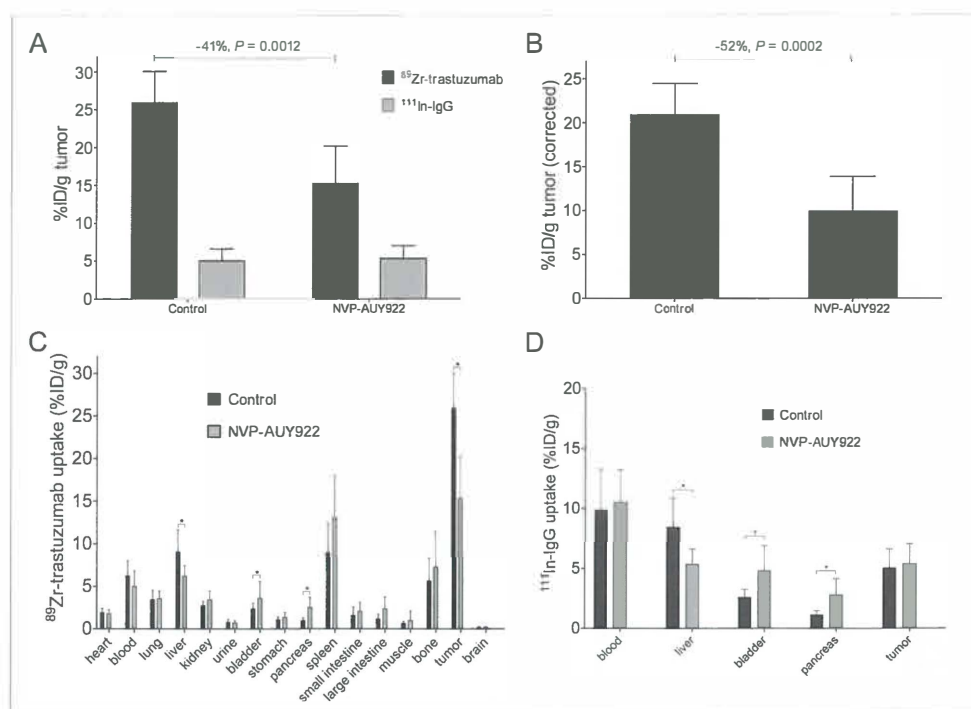 A
-41%, P = 0.0012
%ID/g tumor
30
25
20
15
10
5
0
⁸⁹Zr-trastuzumab
¹¹¹In-IgG
Control
NVP-AUY922
B
-52%, P = 0.0002
%ID/g tumor (corrected)
25
20
15
10
5
0
Control
NVP-AUY922
C
⁸⁹Zr-trastuzumab uptake (%ID/g)
30
25
20
15
10
5
0
Control
NVP-AUY922
*
*
*
*
heart
blood
lung
liver
kidney
urine
bladder
stomach
pancreas
spleen
small intestine
large intestine
muscle
bone
tumor
brain
D
¹¹¹In-IgG uptake (%ID/g)
20
15
10
5
0
Control
NVP-AUY922
*
*
*
blood
liver
bladder
pancreas
tumor